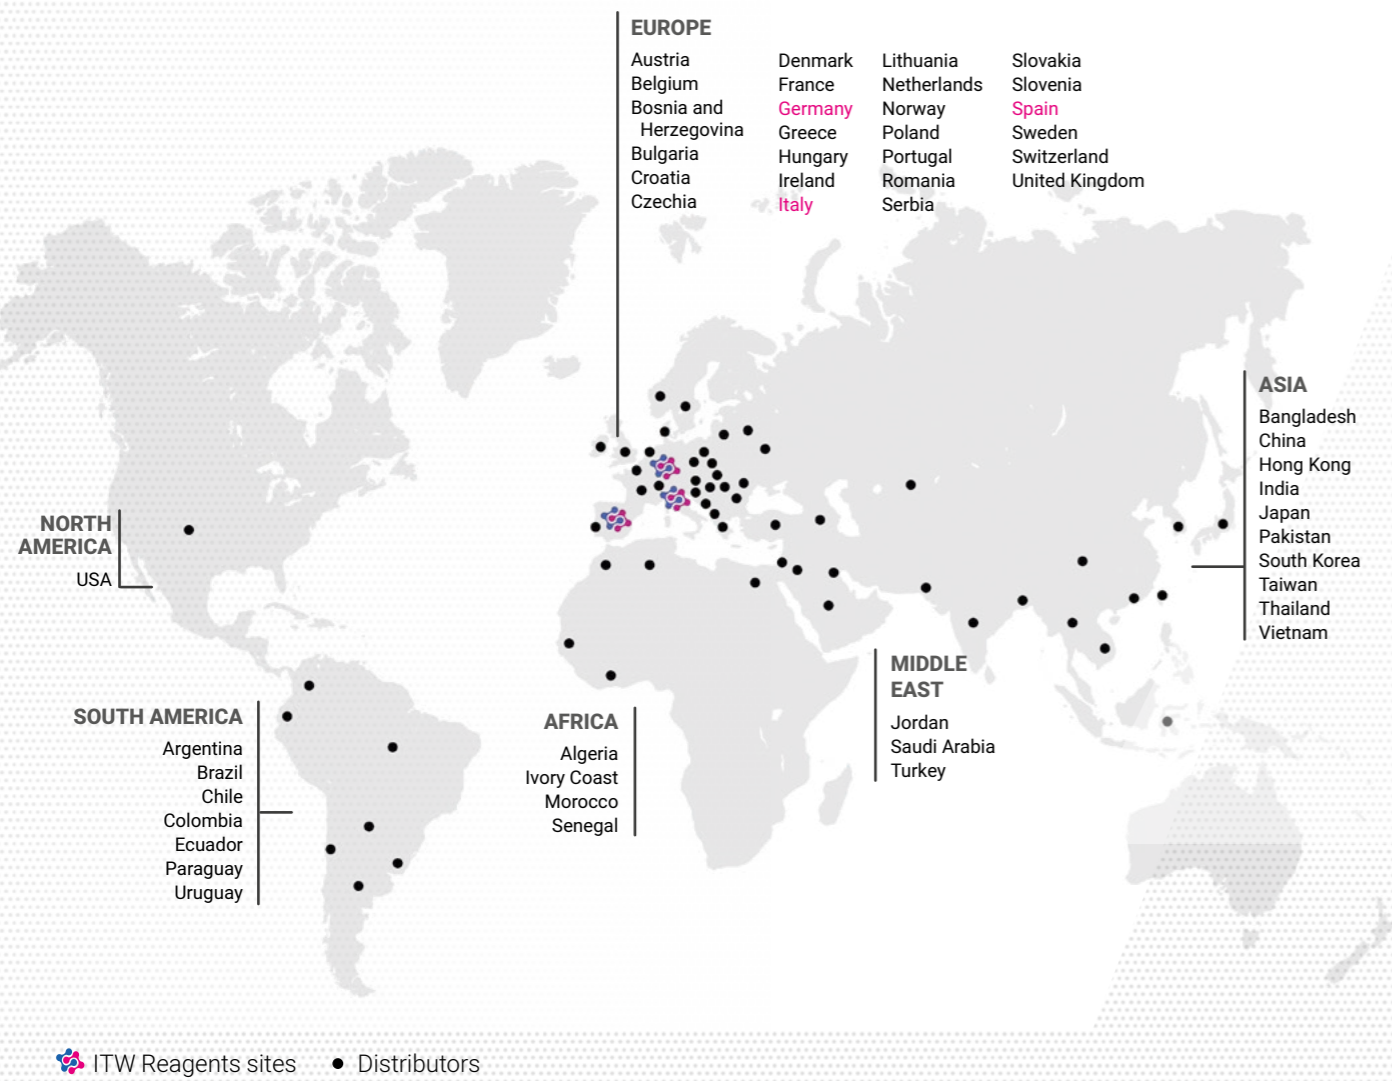 EUROPE
Austria
Belgium
Bosnia and
Herzegovina
Bulgaria
Croatia
Czechia
Denmark
France
Germany
Greece
Hungary
Ireland
Italy
Lithuania
Netherlands
Norway
Poland
Portugal
Romania
Serbia
Slovakia
Slovenia
Spain
Sweden
Switzerland
United Kingdom
ASIA
Bangladesh
China
Hong Kong
India
Japan
Pakistan
South Korea
Taiwan
Thailand
Vietnam
NORTH
AMERICA
USA
MIDDLE
EAST
Jordan
Saudi Arabia
Turkey
SOUTH AMERICA
Argentina
Brazil
Chile
Colombia
Ecuador
Paraguay
Uruguay
AFRICA
Algeria
Ivory Coast
Morocco
Senegal
ITW Reagents sites
Distributors